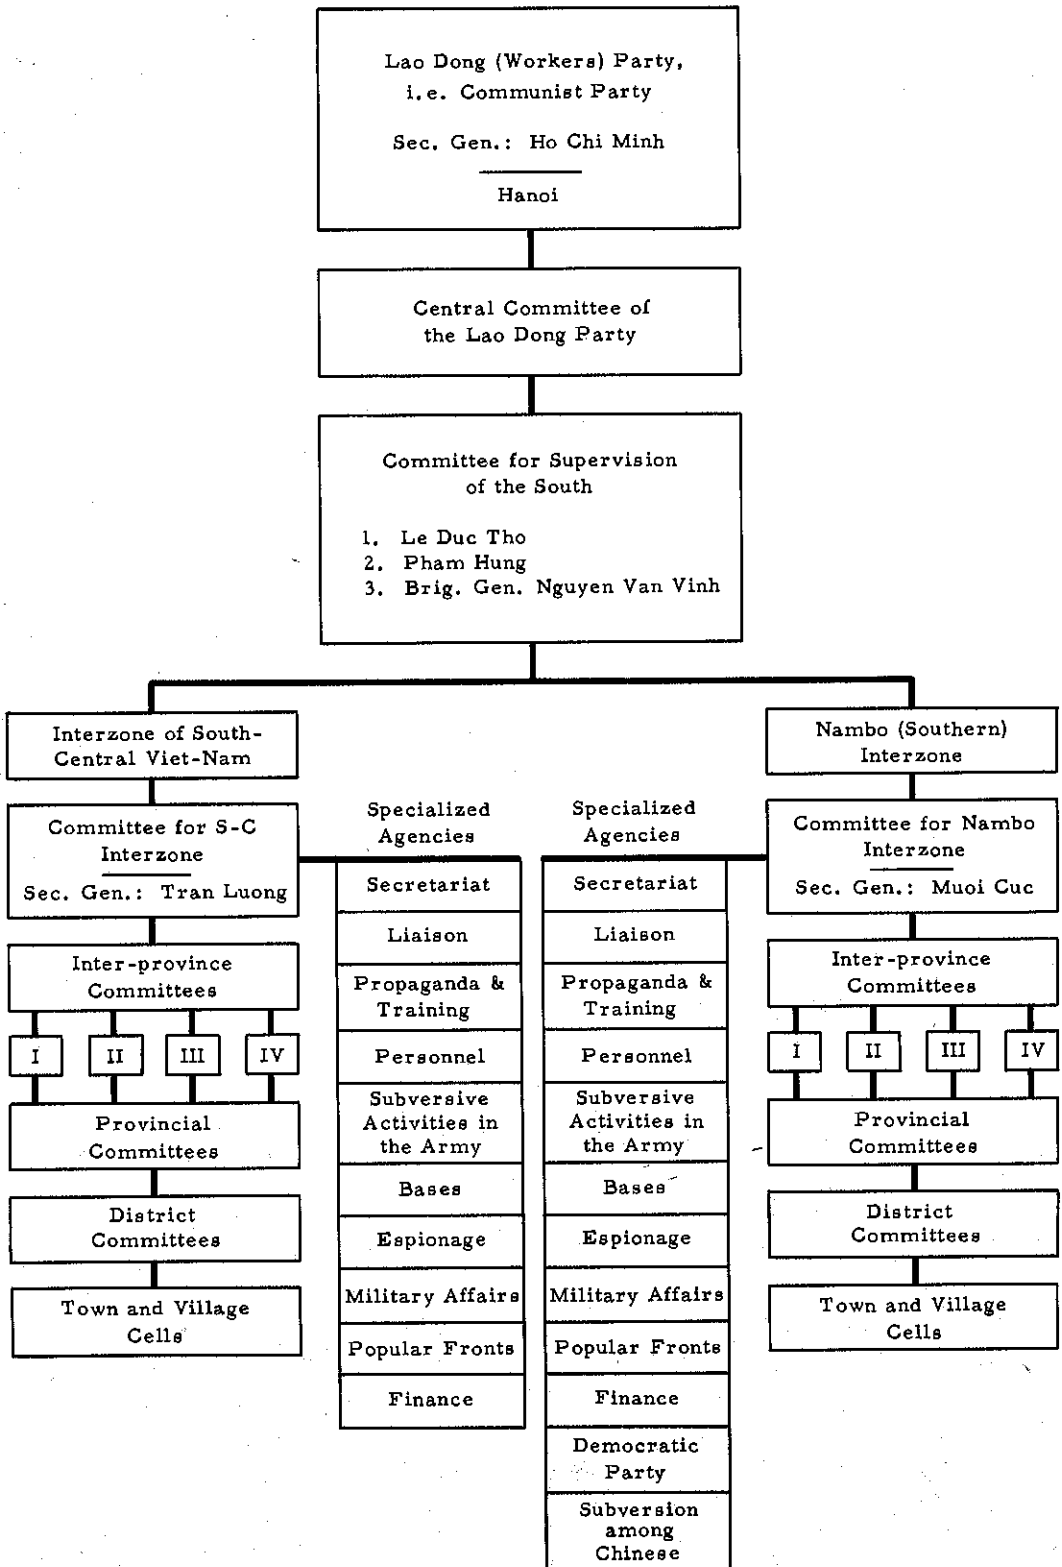 Lao Dong (Workers) Party,
i.e. Communist Party
Sec. Gen.: Ho Chi Minh
Hanoi
Central Committee of
the Lao Dong Party
Committee for Supervision
of the South
1. Le Duc Tho
2. Pham Hung
3. Brig. Gen. Nguyen Van Vinh
Interzone of South-
Central Viet-Nam
Committee for S-C
Interzone
Sec. Gen.: Tran Luong
Inter-province
Committees
I II III IV
Provincial
Committees
District
Committees
Town and Village
Cells
Specialized
Agencies
Secretariat
Liaison
Propaganda &
Training
Personnel
Subversive
Activities in
the Army
Bases
Espionage
Military Affairs
Popular Fronts
Finance
Specialized
Agencies
Secretariat
Liaison
Propaganda &
Training
Personnel
Subversive
Activities in
the Army
Bases
Espionage
Military Affairs
Popular Fronts
Finance
Democratic
Party
Subversion
among
Chinese
Nambo (Southern)
Interzone
Committee for Nambo
Interzone
Sec. Gen.: Muoi Cuc
Inter-province
Committees
I II III IV
Provincial
Committees
District
Committees
Town and Village
Cells